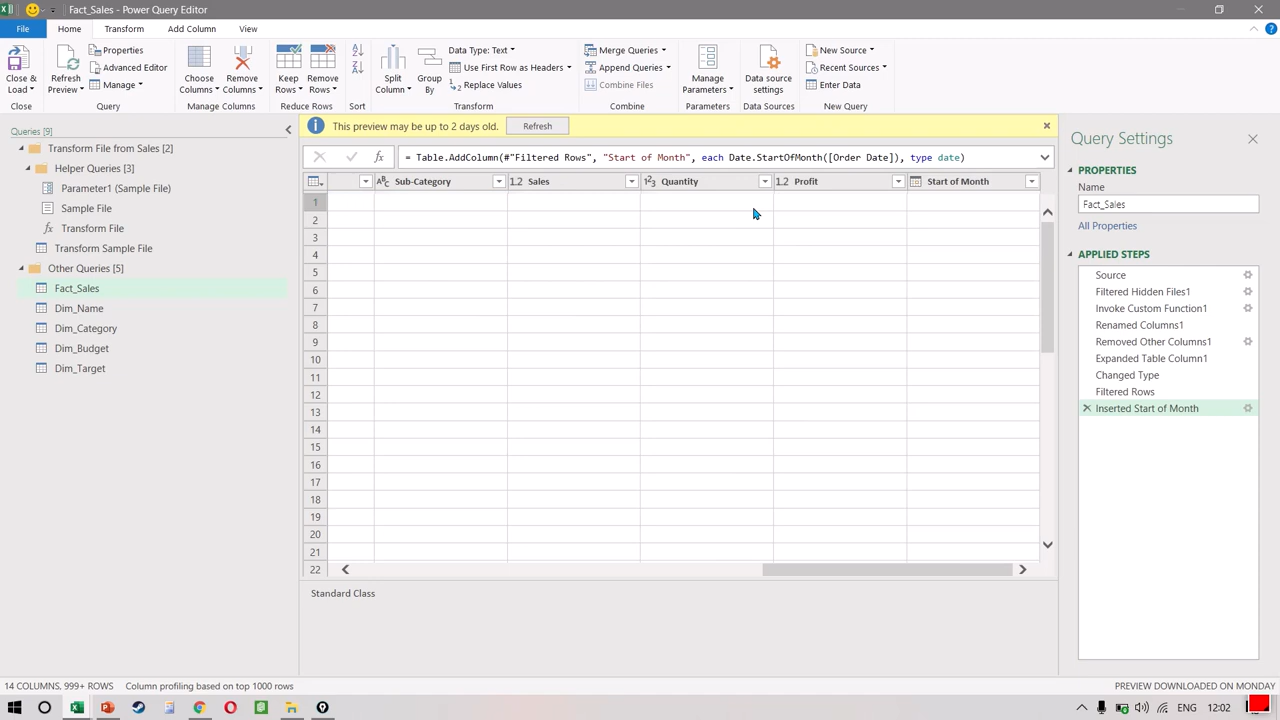 Fact_Sales - Power Query Editor
File
Home
Transform
Add Column
View
Close &
Load
Close
Refresh
Preview
Properties
Advanced Editor
Manage
Query
Choose
Columns
Remove
Columns
Manage Columns
Keep
Rows
Remove
Rows
Reduce Rows
Sort
Split
Column
Group
By
Data Type: Text
Use First Row as Headers
Replace Values
Transform
Merge Queries
Append Queries
Combine Files
Combine
Manage
Parameters
Parameters
Data source
settings
Data Sources
New Source
Recent Sources
Enter Data
New Query
Queries [9]
Transform File from Sales [2]
Helper Queries [3]
Parameter1 (Sample File)
Sample File
Transform File
Transform Sample File
Other Queries [5]
Fact_Sales
Dim_Name
Dim_Category
Dim_Budget
Dim_Target
This preview may be up to 2 days old.
Refresh
fx
= Table.AddColumn(#"Filtered Rows", "Start of Month", each Date.StartOfMonth([Order Date]), type date)
Sub-Category
1.2 Sales
Quantity
1.2 Profit
Start of Month
1
2
3
4
5
6
7
8
9
10
11
12
13
14
15
16
17
18
19
20
21
22
Standard Class
Query Settings
PROPERTIES
Name
Fact_Sales
All Properties
APPLIED STEPS
Source
Filtered Hidden Files1
Invoke Custom Function1
Renamed Columns1
Removed Other Columns1
Expanded Table Column1
Changed Type
Filtered Rows
Inserted Start of Month
14 COLUMNS, 999+ ROWS
Column profiling based on top 1000 rows
PREVIEW DOWNLOADED ON MONDAY
ENG
12:02